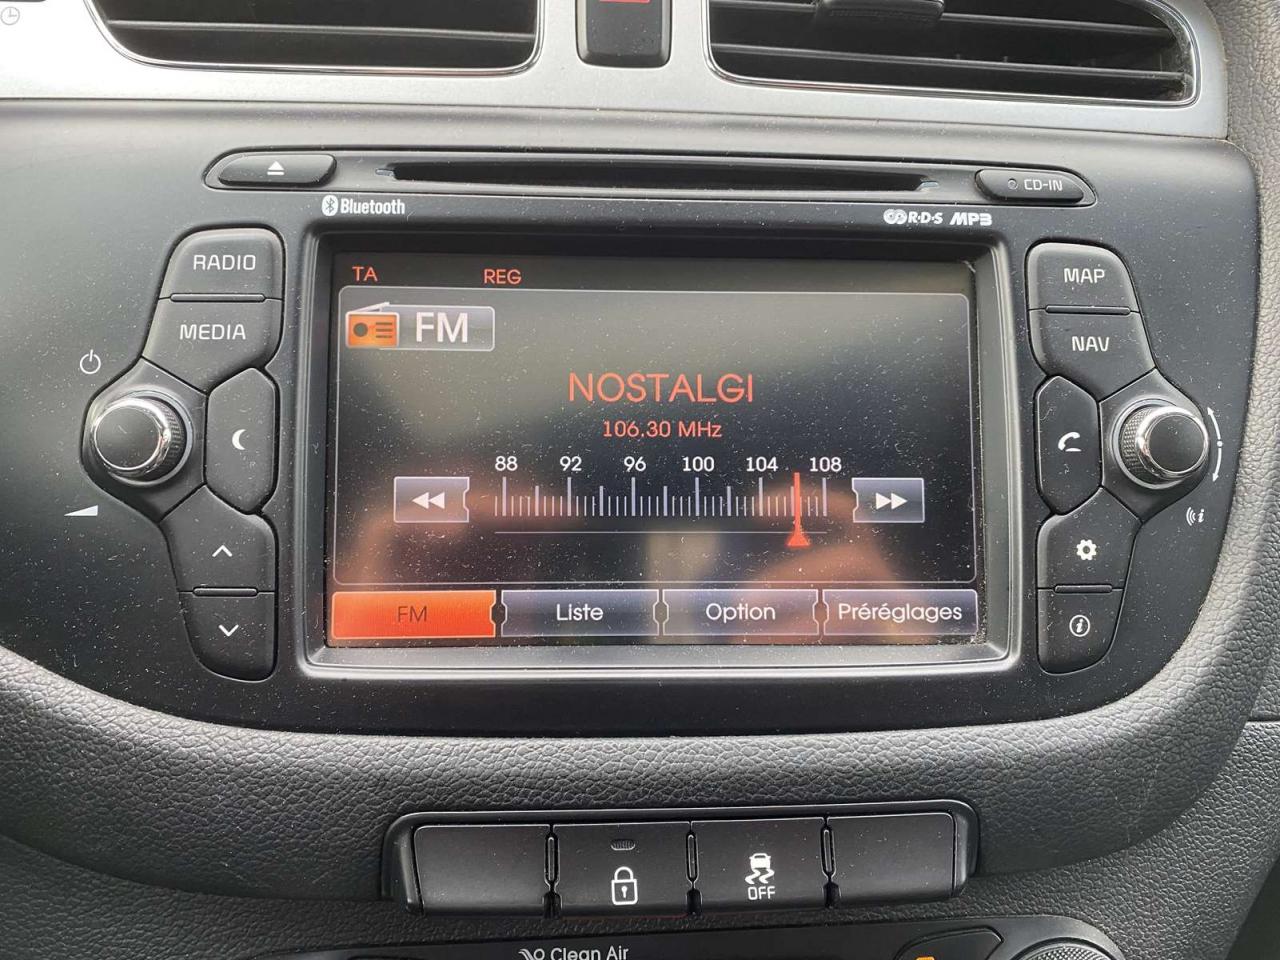 CD-IN
Bluetooth
R·D·S MP3
RADIO
MEDIA
MAP
NAV
TA REG
FM
NOSTALGI
106.30 MHz
88 92 96 100 104 108
FM Liste Option Préréglages
OFF
Clean Air